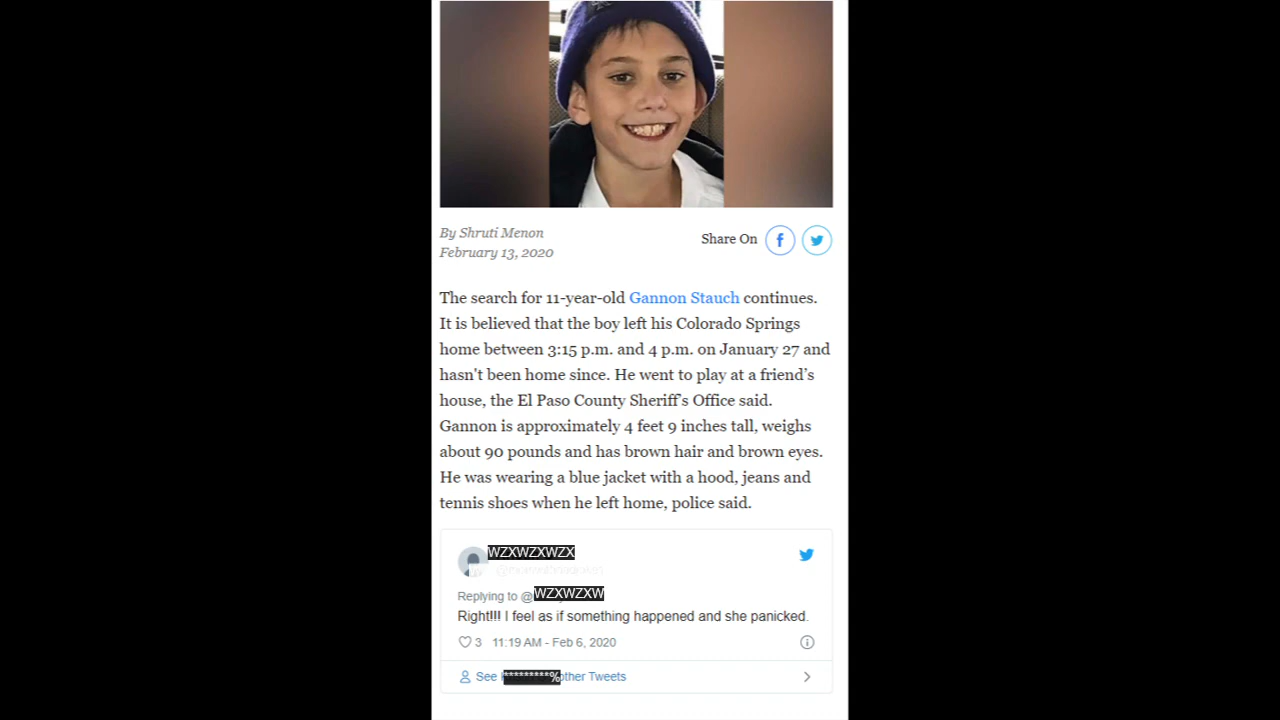 By Shruti Menon
Share On
February 13, 2020
The search for 11-year-old Gannon Stauch continues.
It is believed that the boy left his Colorado Springs
home between 3:15 p.m. and 4 p.m. on January 27 and
hasn't been home since. He went to play at a friend's
house, the El Paso County Sheriff's Office said.
Gannon is approximately 4 feet 9 inches tall, weighs
about 90 pounds and has brown hair and brown eyes.
He was wearing a blue jacket with a hood, jeans and
tennis shoes when he left home, police said.
WZXWZXWZX
Replying to @WZXWZXW
Right!!! I feel as if something happened and she panicked.
3 11:19 AM - Feb 6, 2020
See *********% other Tweets